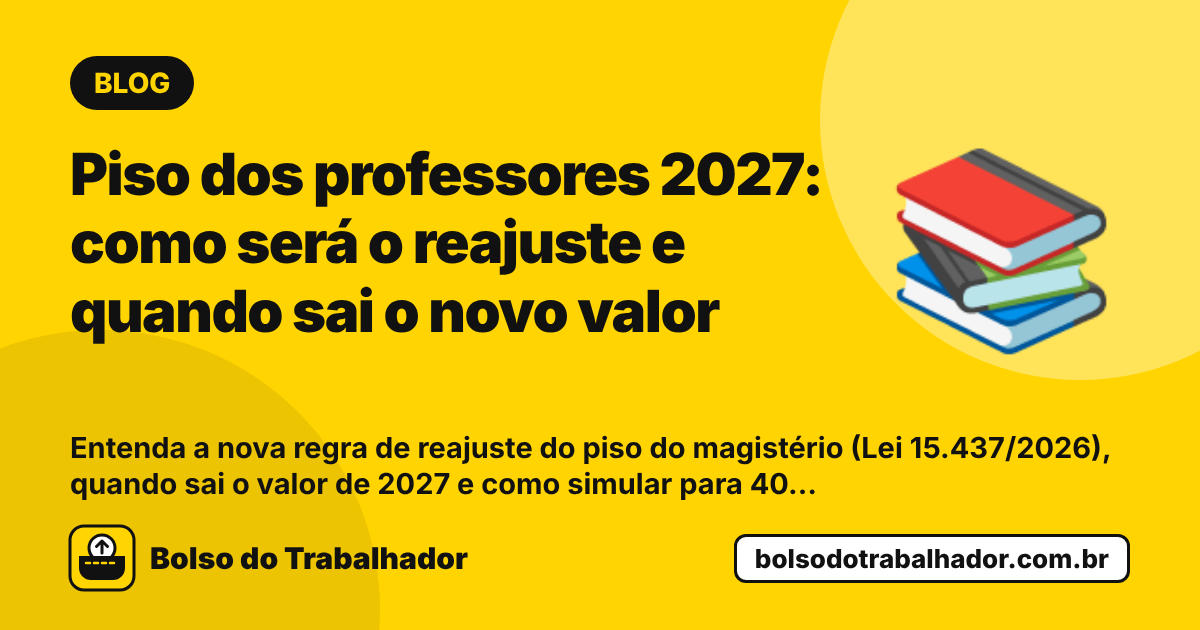 BLOG
Piso dos professores 2027:
como será o reajuste e
quando sai o novo valor
Entenda a nova regra de reajuste do piso do magistério (Lei 15.437/2026),
quando sai o valor de 2027 e como simular para 40...
Bolso do Trabalhador
bolsodotrabalhador.com.br